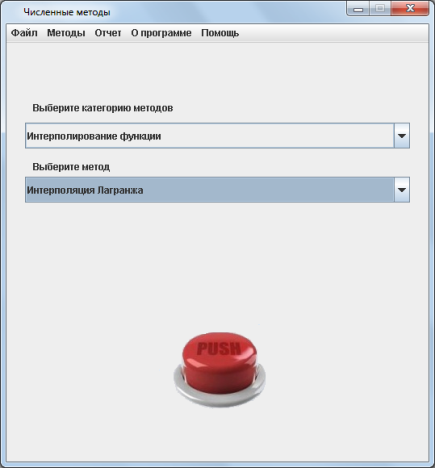 Численные методы
Файл Методы Отчет О программе Помощь
Выберите категорию методов
Интерполирование функции
Выберите метод
Интерполяция Лагранжа
PUSH